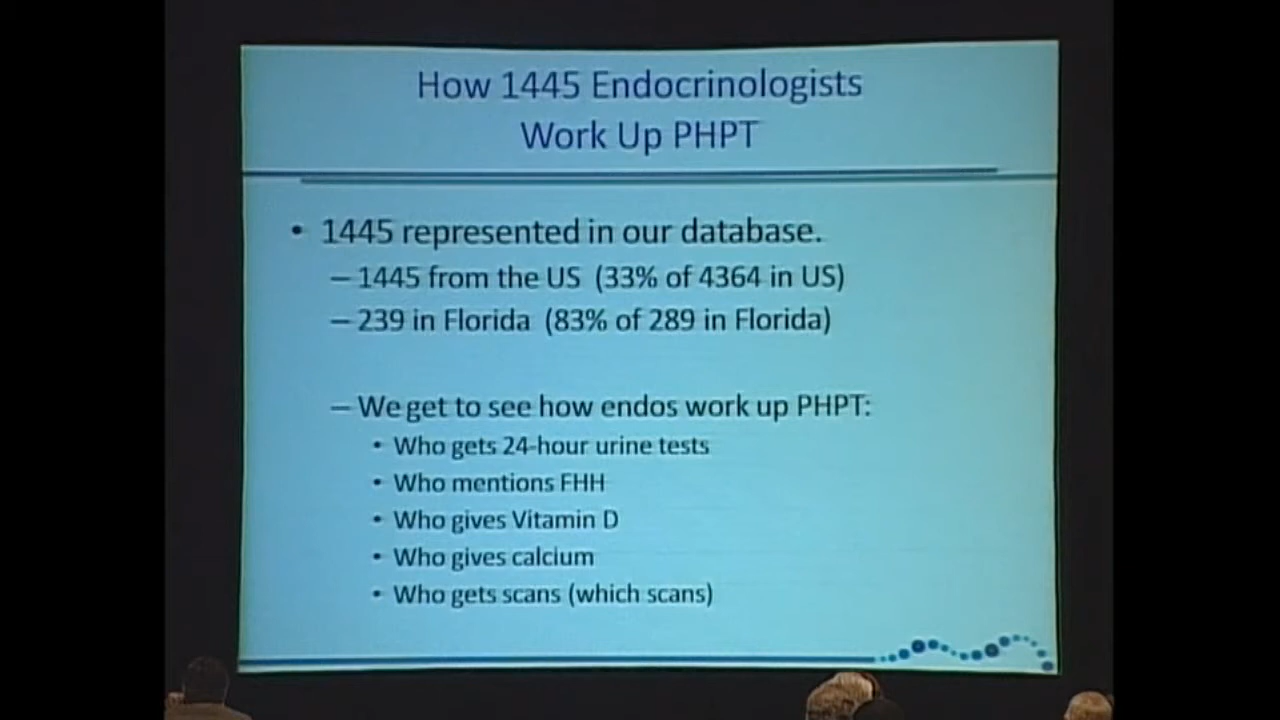 How 1445 Endocrinologists
Work Up PHPT
• 1445 represented in our database.
– 1445 from the US (33% of 4364 in US)
– 239 in Florida (83% of 289 in Florida)
– We get to see how endos work up PHPT:
• Who gets 24-hour urine tests
• Who mentions FHH
• Who gives Vitamin D
• Who gives calcium
• Who gets scans (which scans)